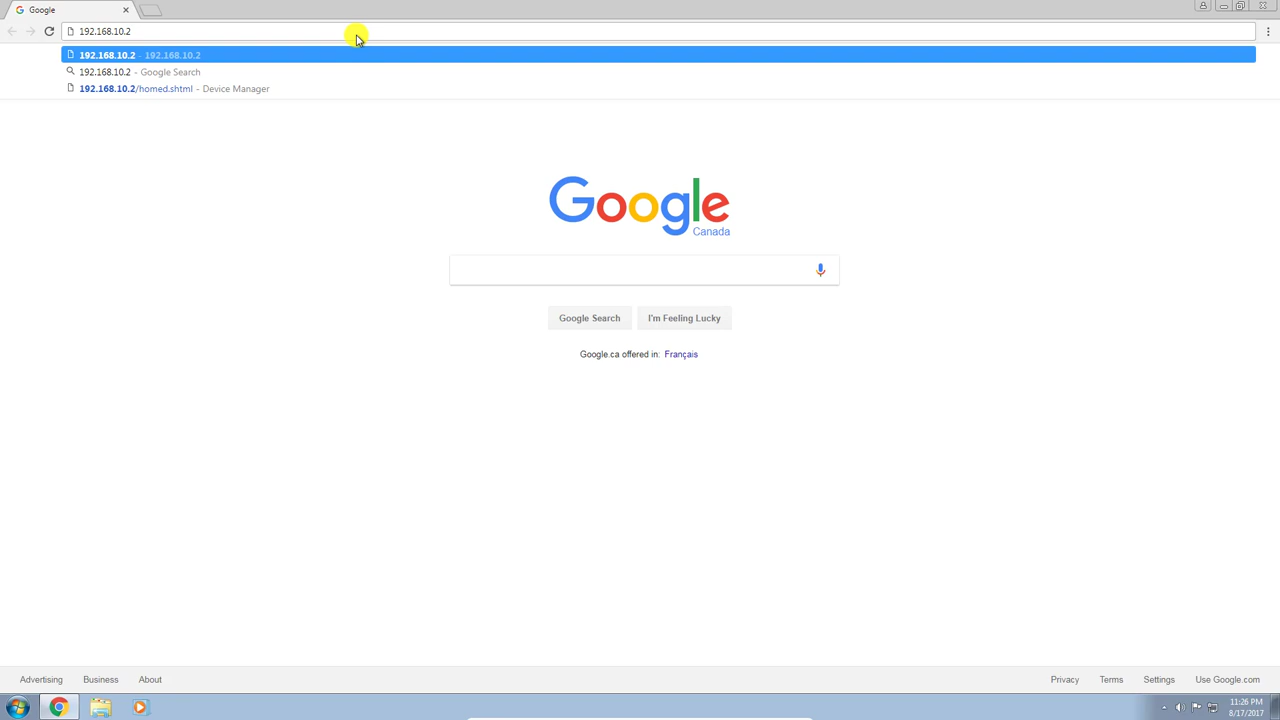 Google
192.168.10.2
192.168.10.2 - 192.168.10.2
192.168.10.2 - Google Search
192.168.10.2/homed.shtml - Device Manager
Google
Canada
Google Search I'm Feeling Lucky
Google.ca offered in: Français
Advertising Business About Privacy Terms Settings Use Google.com
11:26 PM
8/17/2017